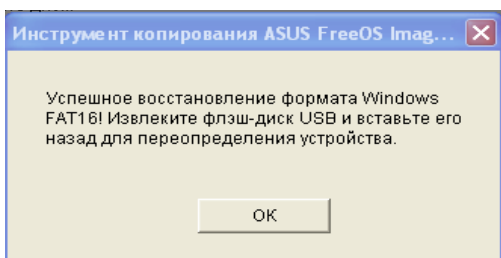 Инструмент копирования ASUS FreeOS Imag...
Успешное восстановление формата Windows
FAT16! Извлеките флэш-диск USB и вставьте его
назад для переопределения устройства.
OK